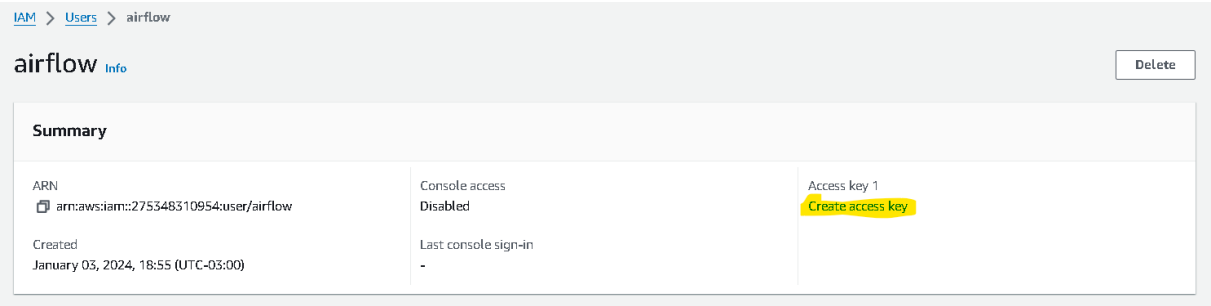 IAM > Users > airflow
airflow Info
Delete
Summary
ARN
arn:aws:iam::275348310954:user/airflow
Created
January 03, 2024, 18:55 (UTC-03:00)
Console access
Disabled
Last console sign-in
-
Access key 1
Create access key